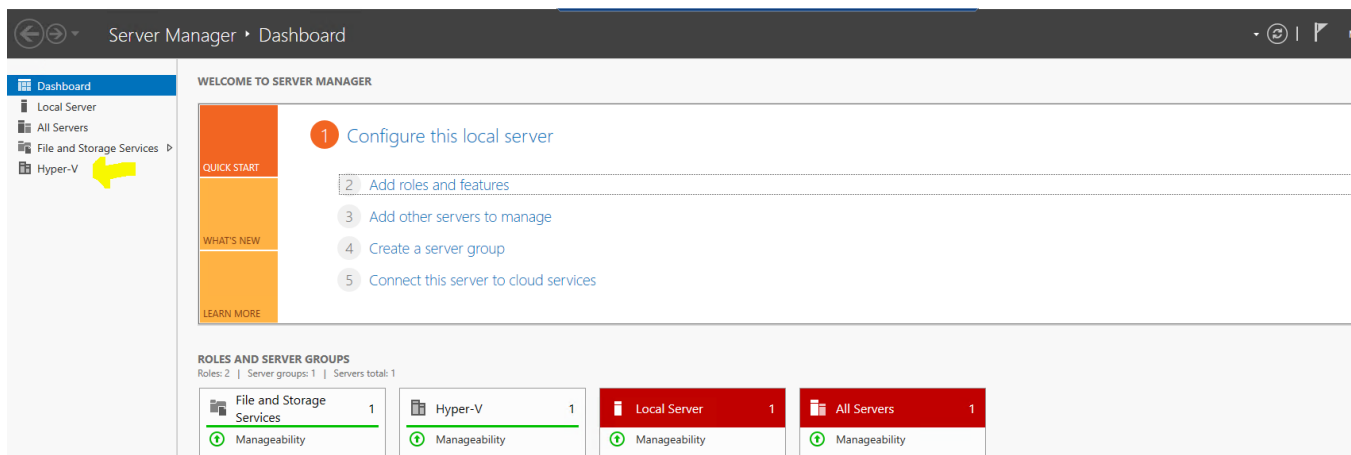 Server Manager ‣ Dashboard
Dashboard
Local Server
All Servers
File and Storage Services
Hyper-V
WELCOME TO SERVER MANAGER
QUICK START
WHAT'S NEW
LEARN MORE
1 Configure this local server
2 Add roles and features
3 Add other servers to manage
4 Create a server group
5 Connect this server to cloud services
ROLES AND SERVER GROUPS
Roles: 2 | Server groups: 1 | Servers total: 1
File and Storage
Services 1
Manageability
Hyper-V 1
Manageability
Local Server 1
Manageability
All Servers 1
Manageability